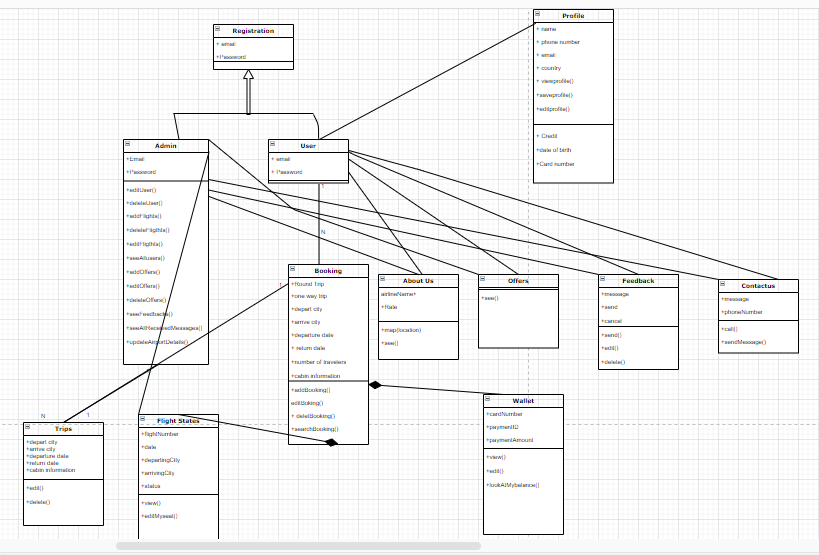 Registration
+ email
+Password
Profile
+ name
+ phone number
+ email
+ country
+ viewprofile()
+saveprofile()
+editprofile()
+ Credit
+date of birth
+Card number
Admin
+Email
+Password
+editUser()
+deleteUser()
+addFlights()
+deleteFligthts()
+editFligthts()
+seeAllusers()
+addOffers()
+editOffers()
+deleteOffers()
+seeFeedbacks()
+seeAllReceivedMessages()
+updateAirportDetails()
User
+ email
+ Password
1
N
Booking
+Round Trip
+one way trip
+depart city
+arrive city
+departure date
+ return date
+number of travelers
+cabin information
+addBooking()
editBoking()
+ deletBooking()
+searchBooking()
About Us
airlineName+
+Rate
+map(location)
+see()
Offers
+see()
Feedback
+message
+send
+cancel
+send()
+edit()
+delete()
Contactus
+message
+phoneNumber
+call()
+sendMessage()
N
1
Trips
+depart city
+arrive city
+departure date
+return date
+cabin information
+edit()
+delete()
Flight States
+flightNumber
+date
+departingCity
+arrivingCity
+status
+view()
+editMyseat()
Wallet
+cardNumber
+paymentID
+paymentAmount
+view()
+edit()
+lookAtMybalance()